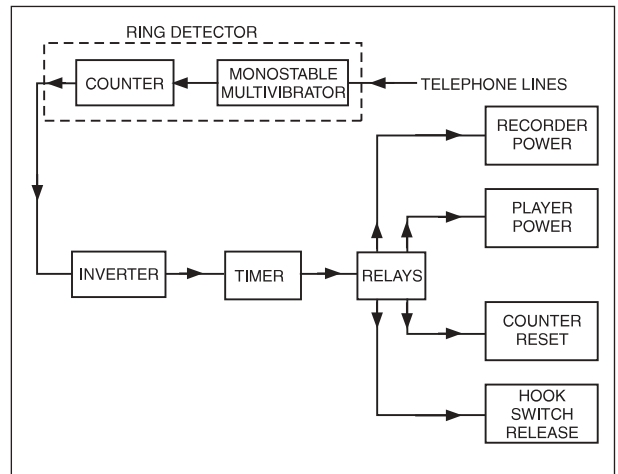 RING DETECTOR
COUNTER
MONOSTABLE
MULTIVIBRATOR
TELEPHONE LINES
RECORDER
POWER
PLAYER
POWER
INVERTER
TIMER
RELAYS
COUNTER
RESET
HOOK
SWITCH
RELEASE